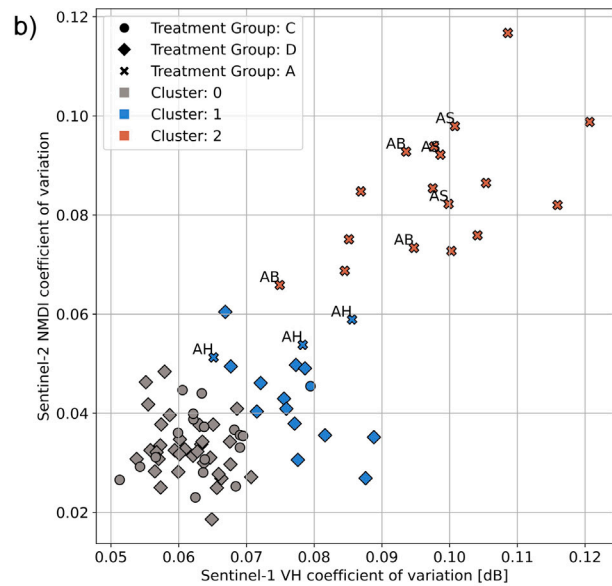 b)
0.12
0.10
0.08
0.06
0.04
0.02
Sentinel-2 NMDI coefficient of variation
Treatment Group: C
Treatment Group: D
Treatment Group: A
Cluster: 0
Cluster: 1
Cluster: 2
AS
AB
AS
AS
AB
AB
AH
AH
AH
0.05
0.06
0.07
0.08
0.09
0.10
0.11
0.12
Sentinel-1 VH coefficient of variation [dB]